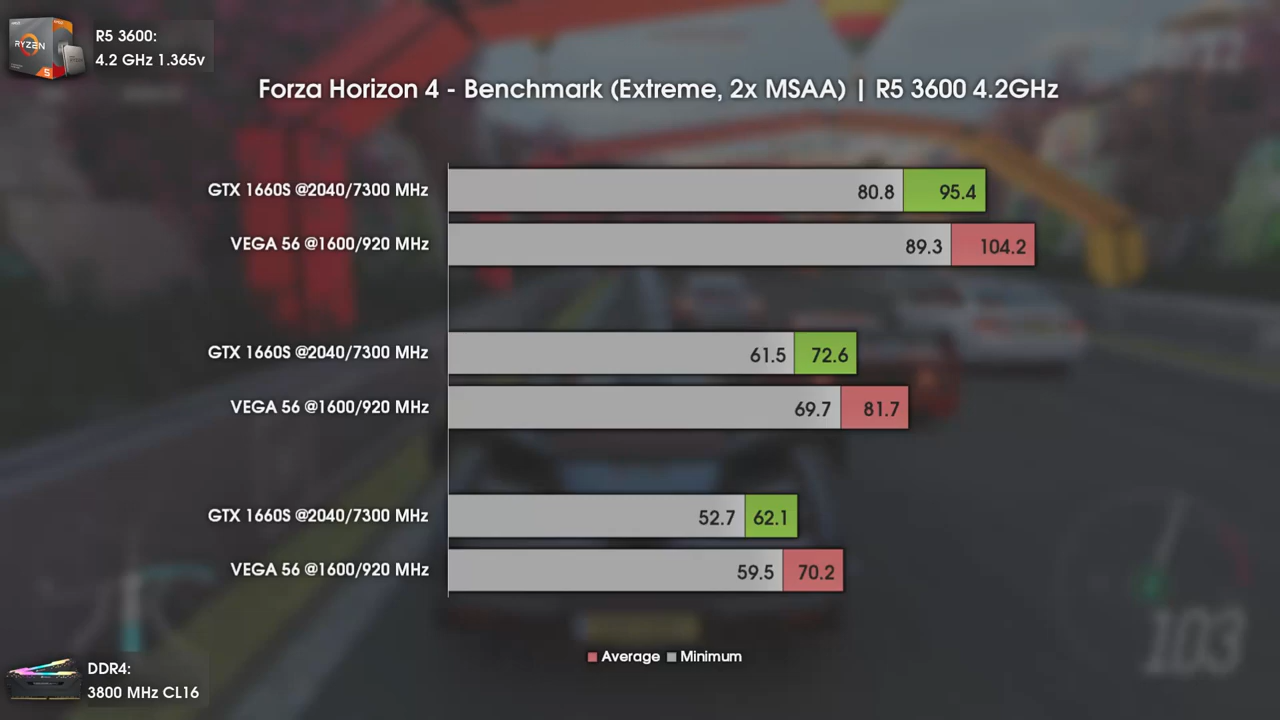 R5 3600:
4.2 GHz 1.365v
RYZEN
5
Forza Horizon 4 - Benchmark (Extreme, 2x MSAA) | R5 3600 4.2GHz
GTX 1660S @2040/7300 MHz
80.8
95.4
VEGA 56 @1600/920 MHz
89.3
104.2
GTX 1660S @2040/7300 MHz
61.5
72.6
VEGA 56 @1600/920 MHz
69.7
81.7
GTX 1660S @2040/7300 MHz
52.7
62.1
VEGA 56 @1600/920 MHz
59.5
70.2
Average
Minimum
103
DDR4:
3800 MHz CL16